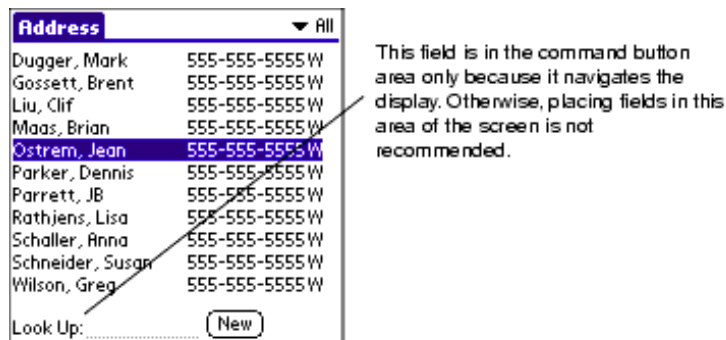 Address ▼ All
Dugger, Mark 555-555-5555 W
Gossett, Brent 555-555-5555 W
Liu, Clif 555-555-5555 W
Maas, Brian 555-555-5555 W
Ostrem, Jean 555-555-5555 W
Parker, Dennis 555-555-5555 W
Parrett, JB 555-555-5555 W
Rathjens, Lisa 555-555-5555 W
Schaller, Anna 555-555-5555 W
Schneider, Susan 555-555-5555 W
Wilson, Greg 555-555-5555 W
Look Up: New
This field is in the command button
area only because it navigates the
display. Otherwise, placing fields in this
area of the screen is not
recommended.